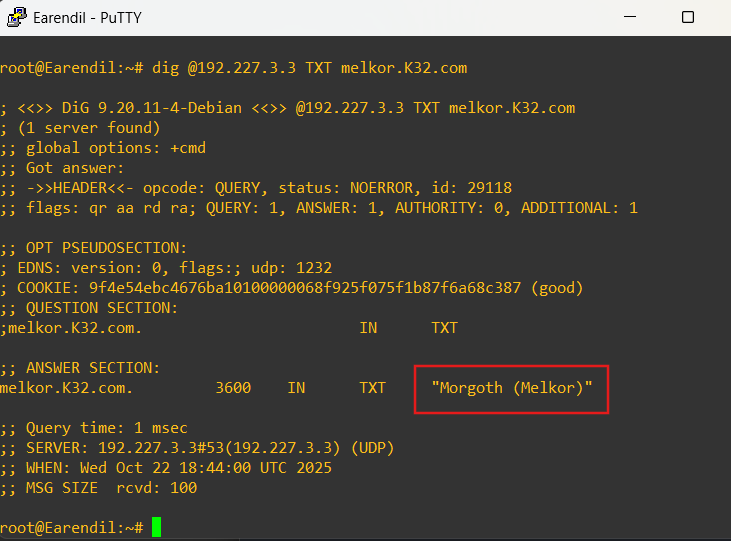 Earendil - PuTTY
root@Earendil:~# dig @192.227.3.3 TXT melkor.K32.com
; <<>> DiG 9.20.11-4-Debian <<>> @192.227.3.3 TXT melkor.K32.com
; (1 server found)
;; global options: +cmd
;; Got answer:
;; ->>HEADER<<- opcode: QUERY, status: NOERROR, id: 29118
;; flags: qr aa rd ra; QUERY: 1, ANSWER: 1, AUTHORITY: 0, ADDITIONAL: 1
;; OPT PSEUDOSECTION:
; EDNS: version: 0, flags:; udp: 1232
; COOKIE: 9f4e54ebc4676ba10100000068f925f075f1b87f6a68c387 (good)
;; QUESTION SECTION:
;melkor.K32.com. IN TXT
;; ANSWER SECTION:
melkor.K32.com. 3600 IN TXT "Morgoth (Melkor)"
;; Query time: 1 msec
;; SERVER: 192.227.3.3#53(192.227.3.3) (UDP)
;; WHEN: Wed Oct 22 18:44:00 UTC 2025
;; MSG SIZE rcvd: 100
root@Earendil:~#